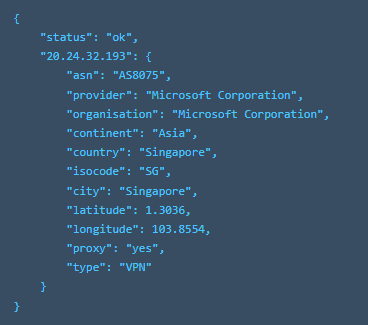 {
    "status": "ok",
    "20.24.32.193": {
        "asn": "AS8075",
        "provider": "Microsoft Corporation",
        "organisation": "Microsoft Corporation",
        "continent": "Asia",
        "country": "Singapore",
        "isocode": "SG",
        "city": "Singapore",
        "latitude": 1.3036,
        "longitude": 103.8554,
        "proxy": "yes",
        "type": "VPN"
    }
}